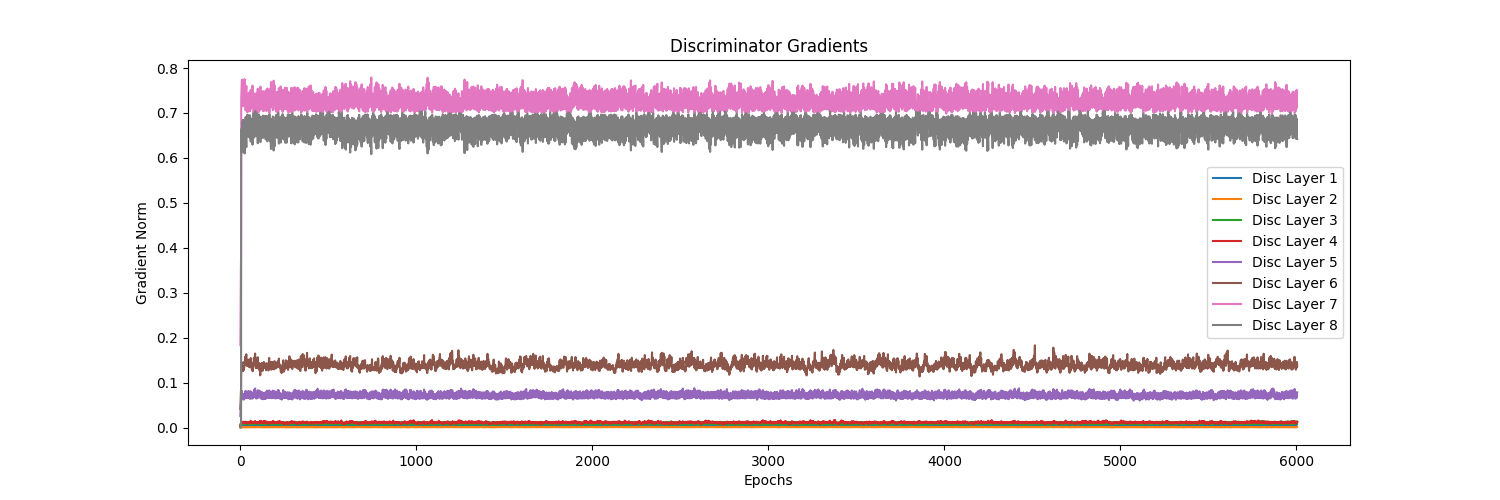 Discriminator Gradients
Gradient Norm
0.8
0.7
0.6
0.5
0.4
0.3
0.2
0.1
0.0
Disc Layer 1
Disc Layer 2
Disc Layer 3
Disc Layer 4
Disc Layer 5
Disc Layer 6
Disc Layer 7
Disc Layer 8
0 1000 2000 3000 4000 5000 6000
Epochs